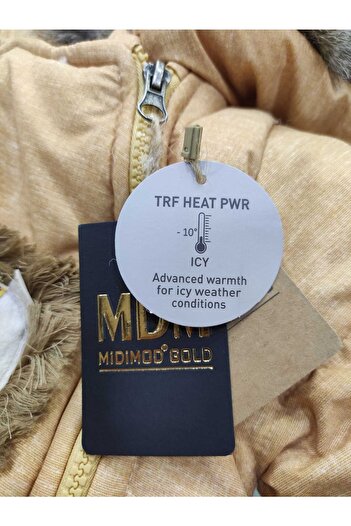 TRF HEAT PWR
- 10°
ICY
Advanced warmth
for icy weather
conditions
MDM
MIDIMOD® GOLD